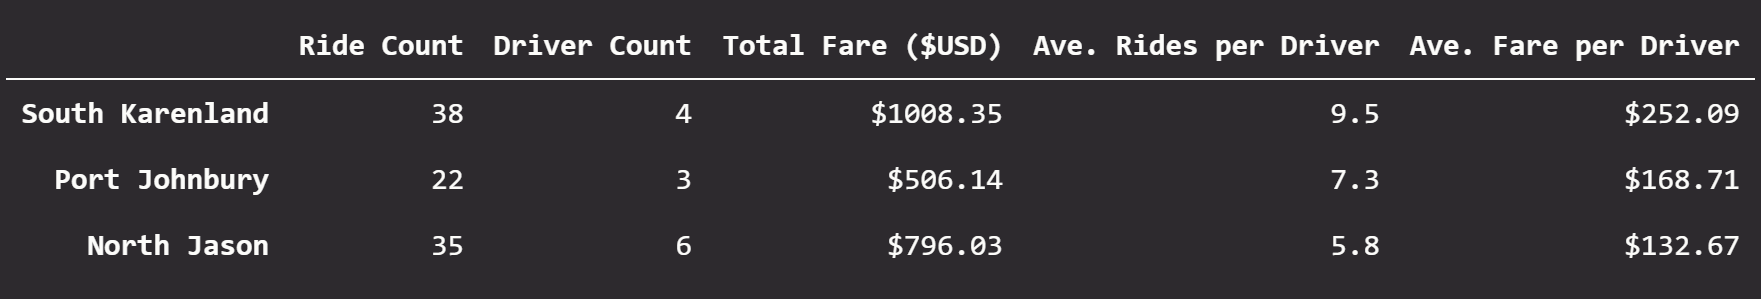 Ride Count Driver Count Total Fare ($USD) Ave. Rides per Driver Ave. Fare per Driver
South Karenland 38 4 $1008.35 9.5 $252.09
Port Johnbury 22 3 $506.14 7.3 $168.71
North Jason 35 6 $796.03 5.8 $132.67